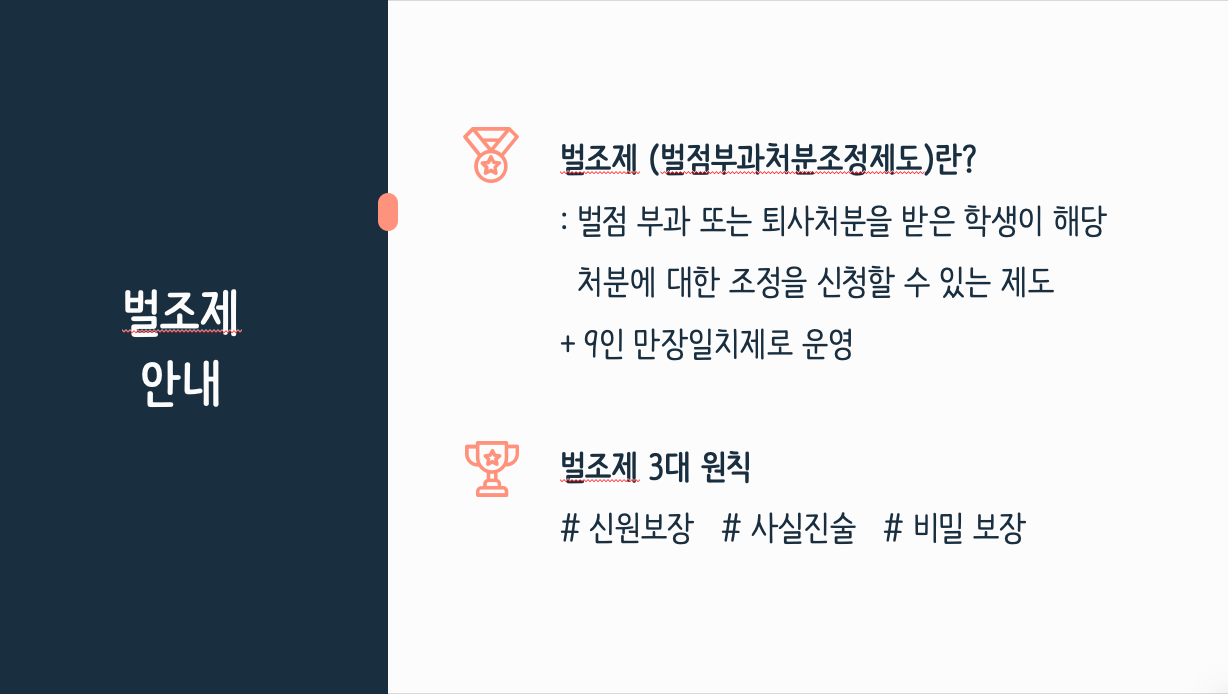 벌조제
안내
벌조제 (벌점부과처분조정제도)란?
: 벌점 부과 또는 퇴사처분을 받은 학생이 해당
처분에 대한 조정을 신청할 수 있는 제도
+ 9인 만장일치제로 운영
벌조제 3대 원칙
# 신원보장 # 사실진술 # 비밀 보장